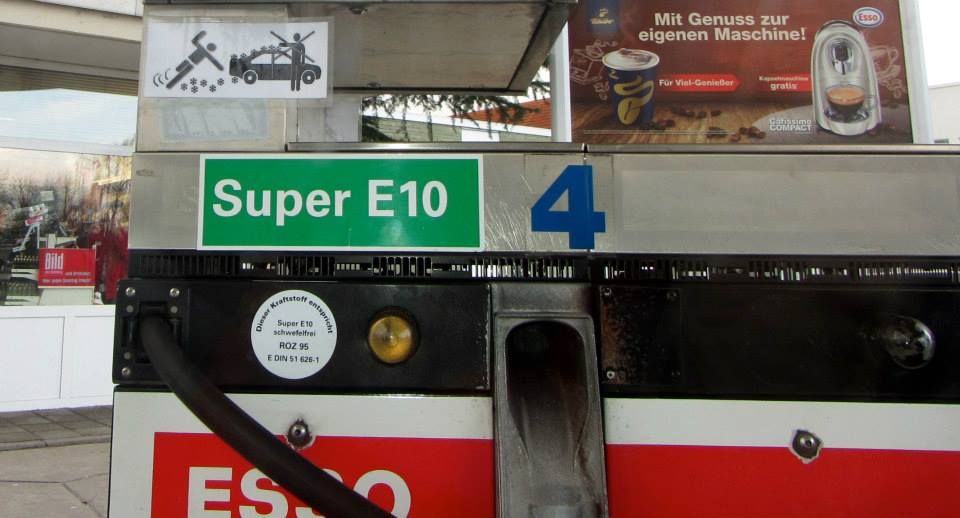 Mit Genuss zur
eigenen Maschine!
Esso
Für Viel-Genießer
Kapselmaschine
gratis
Cafissimo
COMPACT
Super E10
4
Bild
Dieser Kraftstoff entspricht
Super E10
schwefelfrei
ROZ 95
E DIN 51 626-1
ESSO